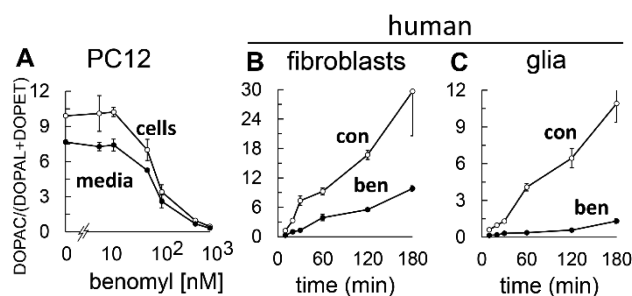 human
A PC12 B fibroblasts C glia
DOPAC/(DOPAL+DOPET)
12
9
6
3
0
cells
media
0 10 10² 10³
benomyl [nM]
30
24
18
12
6
0
con
ben
0 60 120 180
time (min)
12
9
6
3
0
con
ben
0 60 120 180
time (min)